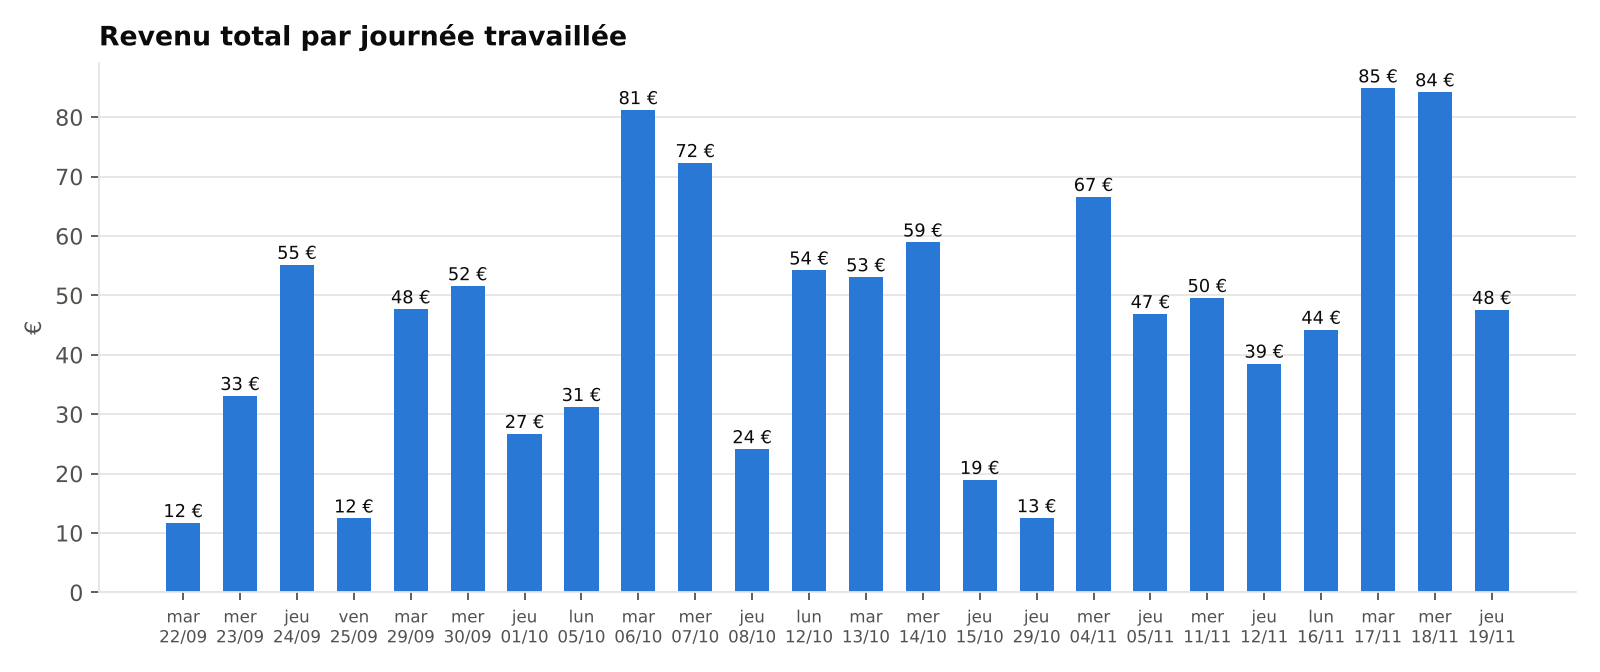 Revenu total par journée travaillée
€
80
70
60
50
40
30
20
10
0
12 €
33 €
55 €
12 €
48 €
52 €
27 €
31 €
81 €
72 €
24 €
54 €
53 €
59 €
19 €
13 €
67 €
47 €
50 €
39 €
44 €
85 €
84 €
48 €
mar
22/09
mer
23/09
jeu
24/09
ven
25/09
mar
29/09
mer
30/09
jeu
01/10
lun
05/10
mar
06/10
mer
07/10
jeu
08/10
lun
12/10
mar
13/10
mer
14/10
jeu
15/10
jeu
29/10
mer
04/11
jeu
05/11
mer
11/11
jeu
12/11
lun
16/11
mar
17/11
mer
18/11
jeu
19/11